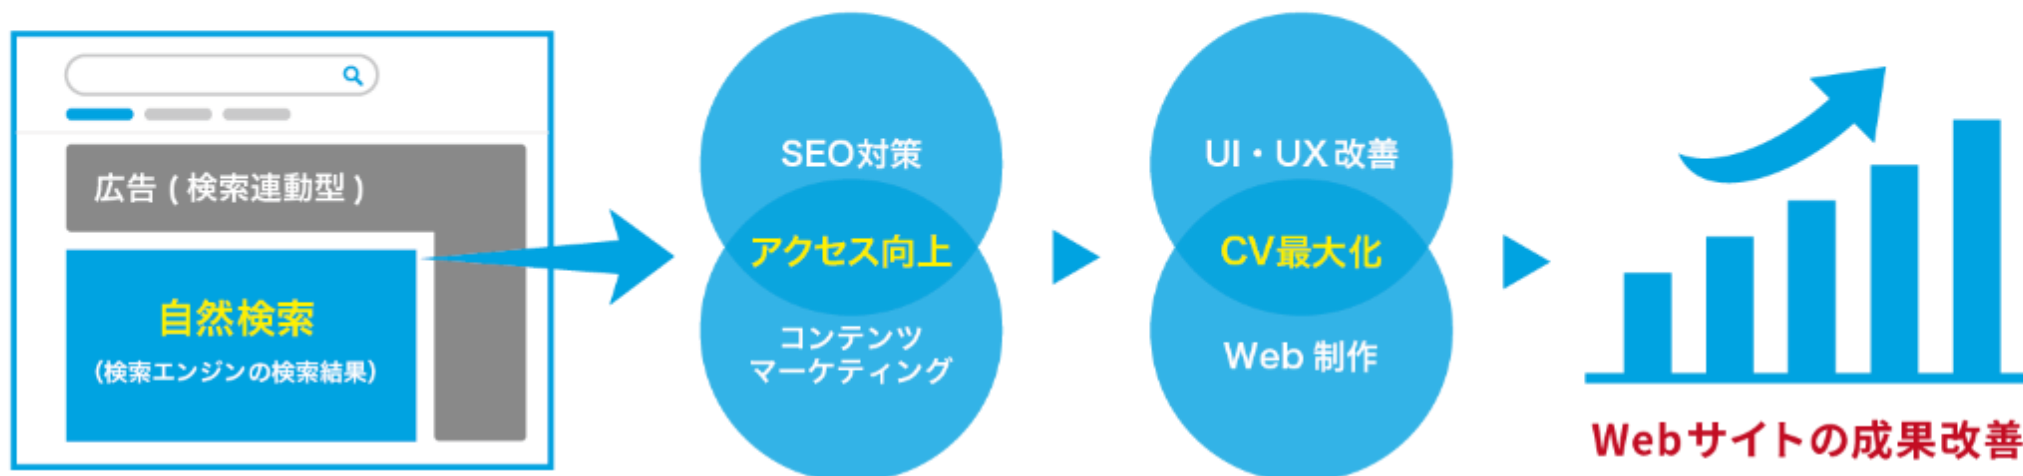 広告 ( 検索連動型 )
自然検索
(検索エンジンの検索結果)
SEO対策
アクセス向上
コンテンツ
マーケティング
UI・UX 改善
CV最大化
Web 制作
Webサイトの成果改善